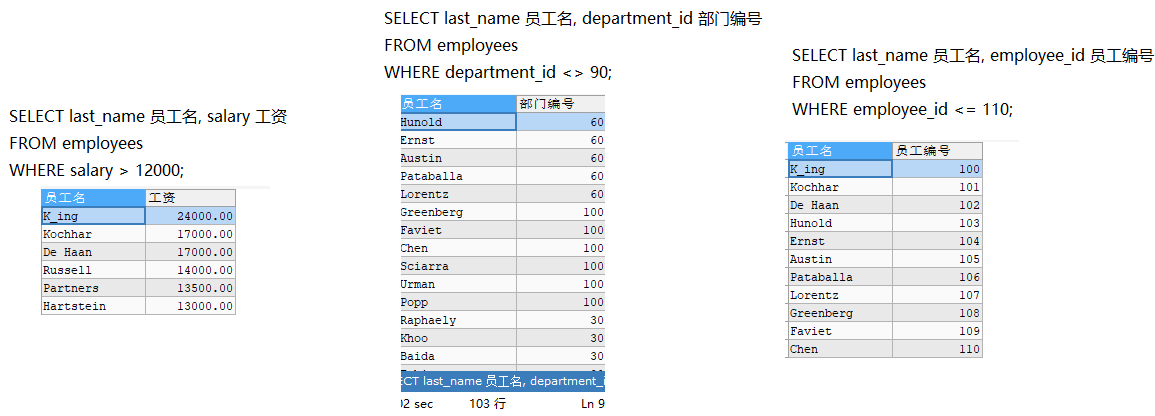 SELECT last_name 员工名, salary 工资
FROM employees
WHERE salary > 12000;
员工名 工资
K_ing 24000.00
Kochhar 17000.00
De Haan 17000.00
Russell 14000.00
Partners 13500.00
Hartstein 13000.00
SELECT last_name 员工名, department_id 部门编号
FROM employees
WHERE department_id <> 90;
员工名 部门编号
Hunold 60
Ernst 60
Austin 60
Pataballa 60
Lorentz 60
Greenberg 100
Faviet 100
Chen 100
Sciarra 100
Urman 100
Popp 100
Raphaely 30
Khoo 30
Baida 30
ECT last_name 员工名, department_i
02 sec 103 行 Ln 9
SELECT last_name 员工名, employee_id 员工编号
FROM employees
WHERE employee_id <= 110;
员工名 员工编号
K_ing 100
Kochhar 101
De Haan 102
Hunold 103
Ernst 104
Austin 105
Pataballa 106
Lorentz 107
Greenberg 108
Faviet 109
Chen 110